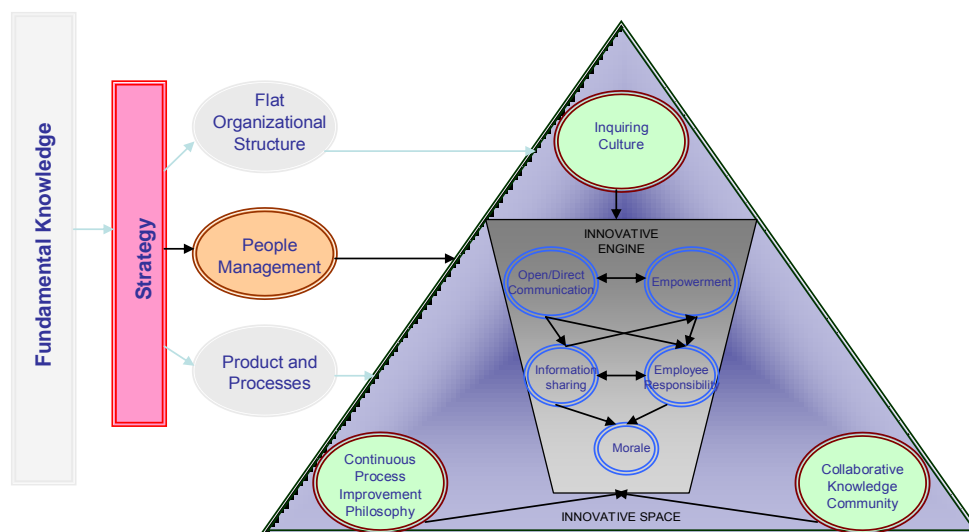 Fundamental Knowledge
Strategy
Flat
Organizational
Structure
People
Management
Product and
Processes
Inquiring
Culture
INNOVATIVE
ENGINE
Open/Direct
Communication
Empowerment
Information
sharing
Employee
Responsibility
Morale
Continuous
Process
Improvement
Philosophy
Collaborative
Knowledge
Community
INNOVATIVE SPACE